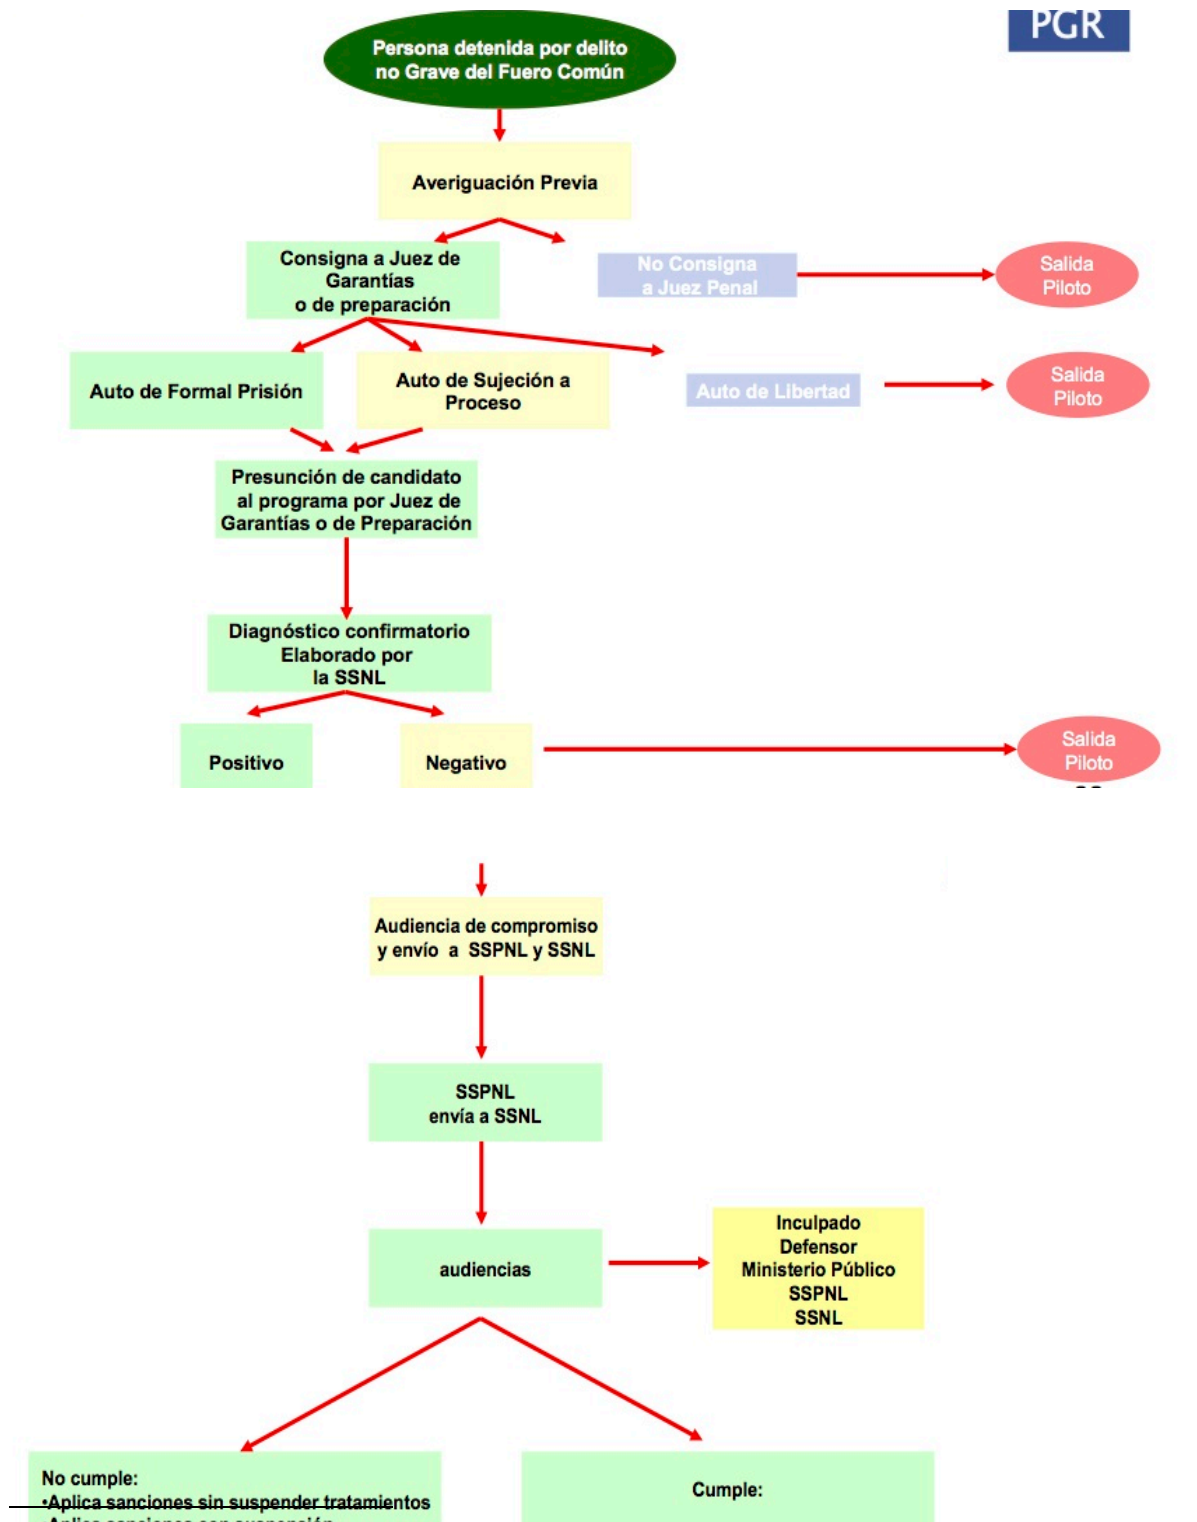 PGR
Persona detenida por delito
no Grave del Fuero Común
Averiguación Previa
Consigna a Juez de
Garantías
o de preparación
No Consigna
a Juez Penal
Salida
Piloto
Auto de Formal Prisión
Auto de Sujeción a
Proceso
Auto de Libertad
Salida
Piloto
Presunción de candidato
al programa por Juez de
Garantías o de Preparación
Diagnóstico confirmatorio
Elaborado por
la SSNL
Positivo
Negativo
Salida
Piloto
Audiencia de compromiso
y envío a SSPNL y SSNL
SSPNL
envía a SSNL
audiencias
Inculpado
Defensor
Ministerio Público
SSPNL
SSNL
No cumple:
•Aplica sanciones sin suspender tratamientos
•Aplica sanciones con suspensión
Cumple: